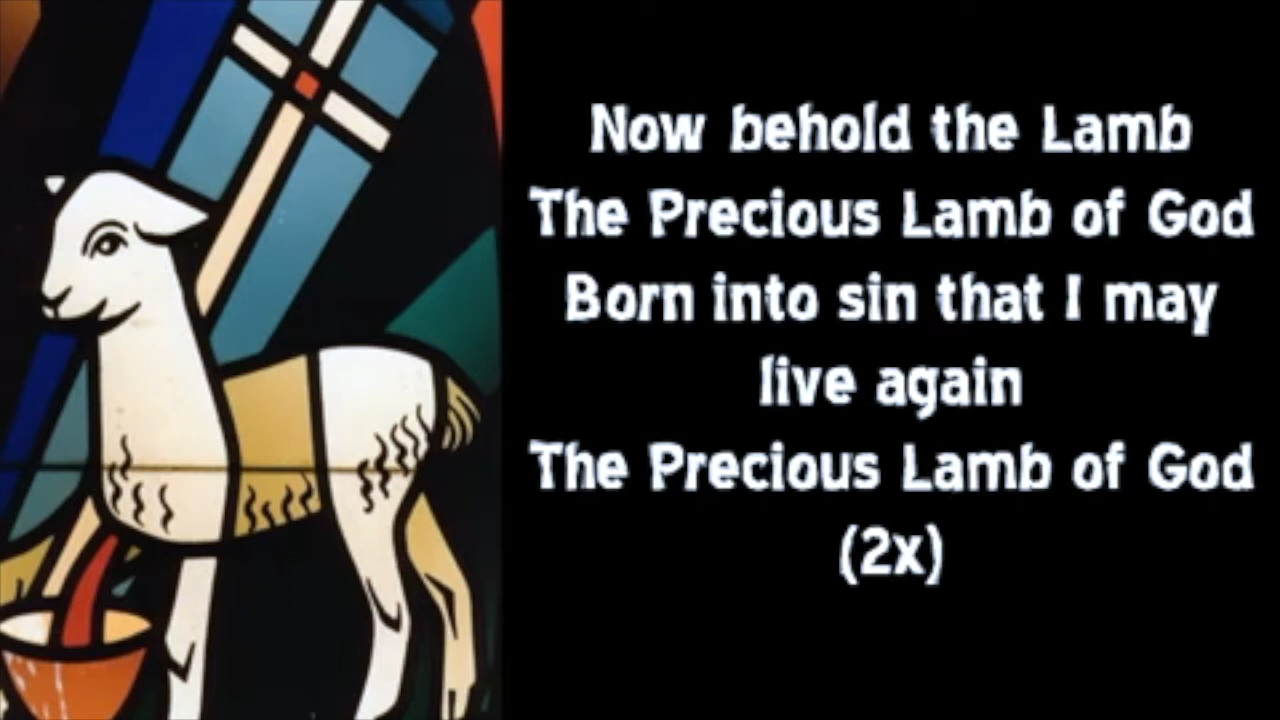 Now behold the Lamb
The Precious Lamb of God
Born into sin that I may
live again
The Precious Lamb of God
(2x)